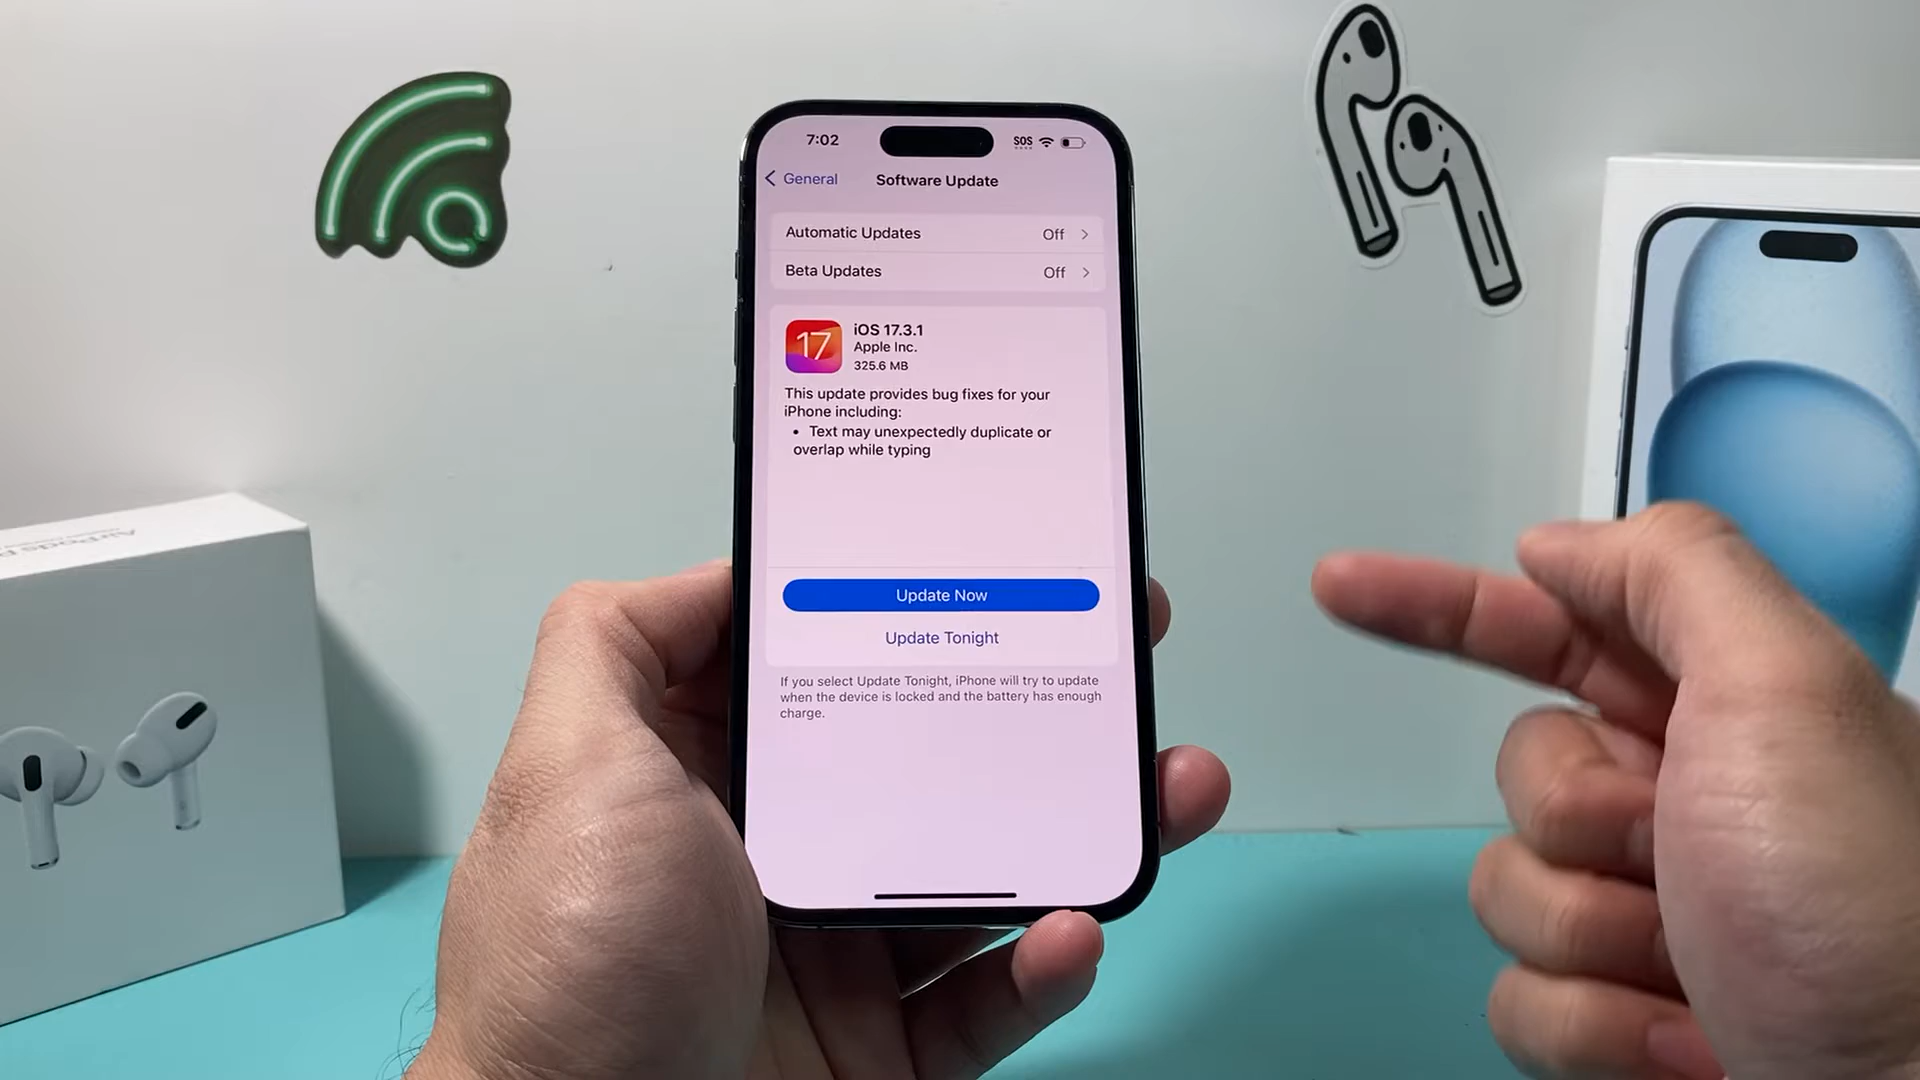 7:02
SOS
General
Software Update
Automatic Updates
Off
Beta Updates
Off
17
iOS 17.3.1
Apple Inc.
325.6 MB
This update provides bug fixes for your
iPhone including:
• Text may unexpectedly duplicate or
overlap while typing
Update Now
Update Tonight
If you select Update Tonight, iPhone will try to update
when the device is locked and the battery has enough
charge.
AirPods